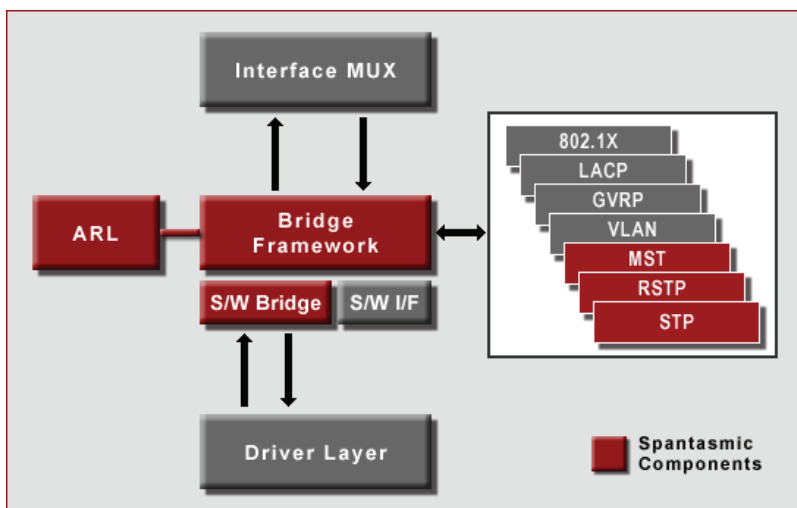 Interface MUX
802.1X
LACP
GVRP
VLAN
MST
RSTP
STP
ARL
Bridge
Framework
S/W Bridge
S/W I/F
Driver Layer
Spantasmic
Components